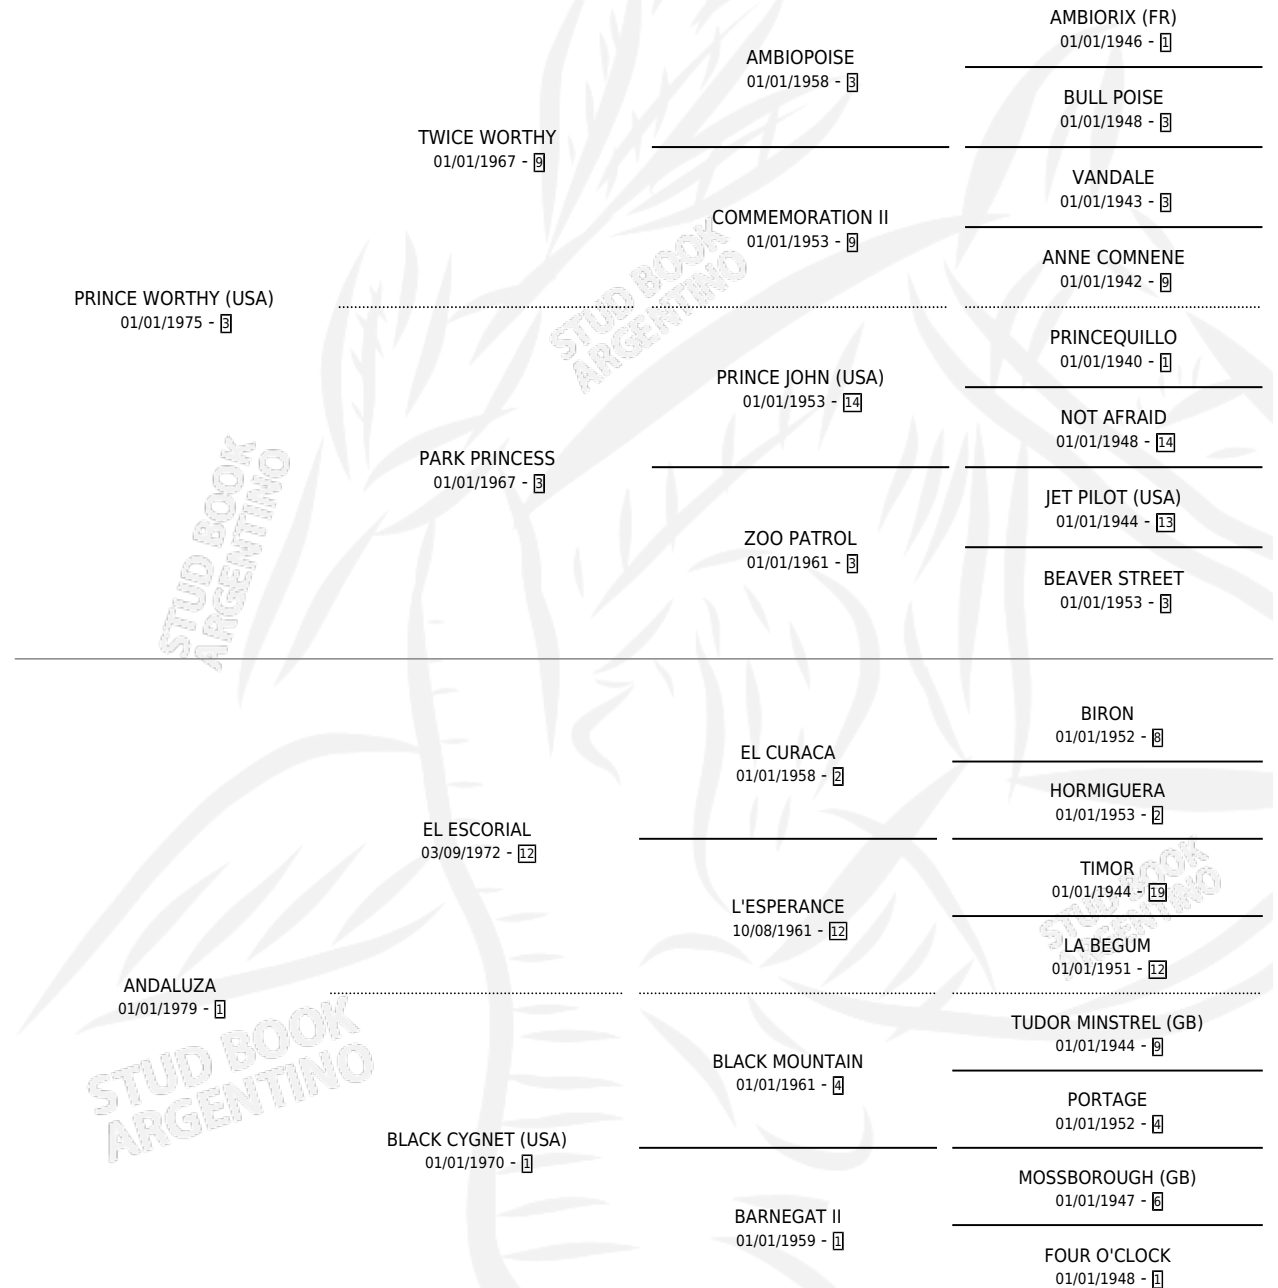 AMBIORIX (FR)
01/01/1946 - 1
AMBIOPOISE
01/01/1958 - 3
BULL POISE
01/01/1948 - 3
TWICE WORTHY
01/01/1967 - 9
VANDALE
01/01/1943 - 3
COMMEMORATION II
01/01/1953 - 9
ANNE COMNENE
01/01/1942 - 9
PRINCE WORTHY (USA)
01/01/1975 - 3
STUD BOOK
ARGENTINO
PRINCEQUILLO
01/01/1940 - 1
PRINCE JOHN (USA)
01/01/1953 - 14
NOT AFRAID
01/01/1948 - 14
PARK PRINCESS
01/01/1967 - 3
JET PILOT (USA)
01/01/1944 - 13
ZOO PATROL
01/01/1961 - 3
BEAVER STREET
01/01/1953 - 3
STUD BOOK
ARGENTINO
BIRON
01/01/1952 - 8
EL CURACA
01/01/1958 - 2
HORMIGUERA
01/01/1953 - 2
EL ESCORIAL
03/09/1972 - 12
TIMOR
01/01/1944 - 19
L'ESPERANCE
10/08/1961 - 12
LA BEGUM
01/01/1951 - 12
STUD BOOK
ARGENTINO
ANDALUZA
01/01/1979 - 1
TUDOR MINSTREL (GB)
01/01/1944 - 9
BLACK MOUNTAIN
01/01/1961 - 4
PORTAGE
01/01/1952 - 4
STUD BOOK
ARGENTINO
BLACK CYGNET (USA)
01/01/1970 - 1
MOSSBOROUGH (GB)
01/01/1947 - 6
BARNEGAT II
01/01/1959 - 1
FOUR O'CLOCK
01/01/1948 - 1